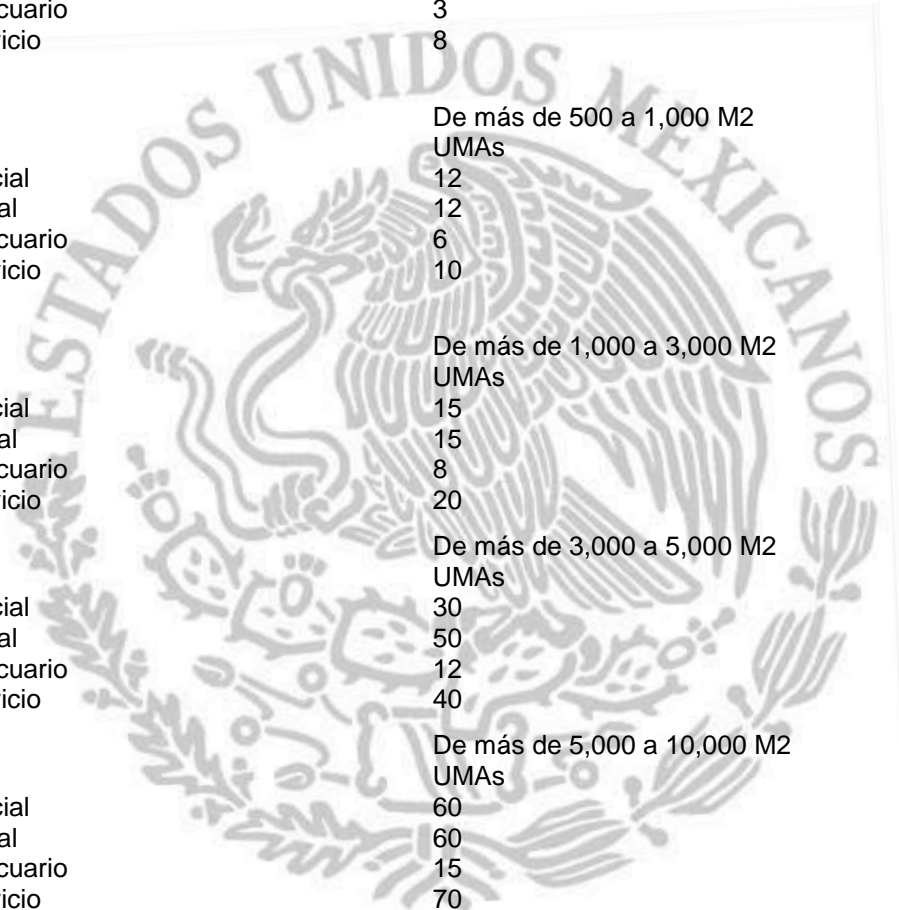 cuario 3
icio 8
ESTADOS UNIDOS MEXICANOS
De más de 500 a 1,000 M2
UMAs
cial 12
al 12
cuario 6
icio 10
De más de 1,000 a 3,000 M2
UMAs
cial 15
al 15
cuario 8
icio 20
De más de 3,000 a 5,000 M2
UMAs
cial 30
al 50
cuario 12
icio 40
De más de 5,000 a 10,000 M2
UMAs
cial 60
al 60
cuario 15
icio 70